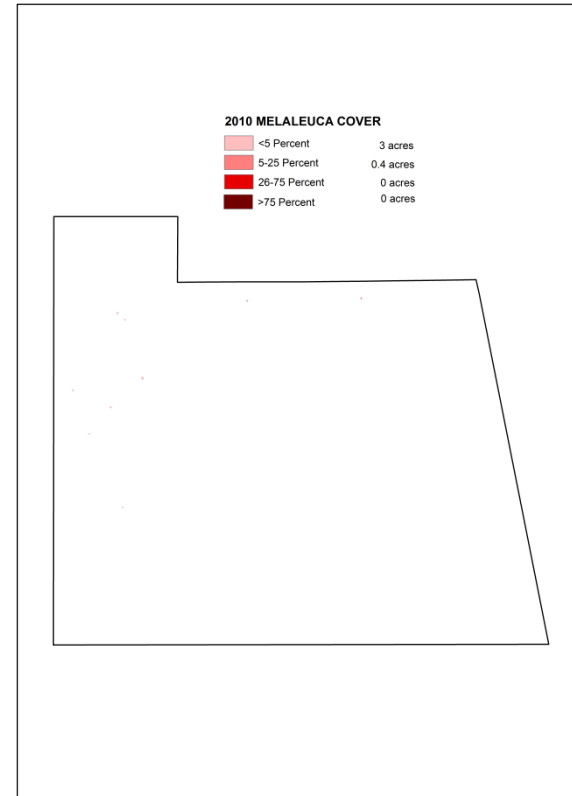 2010 MELALEUCA COVER
<5 Percent 3 acres
5-25 Percent 0.4 acres
26-75 Percent 0 acres
>75 Percent 0 acres